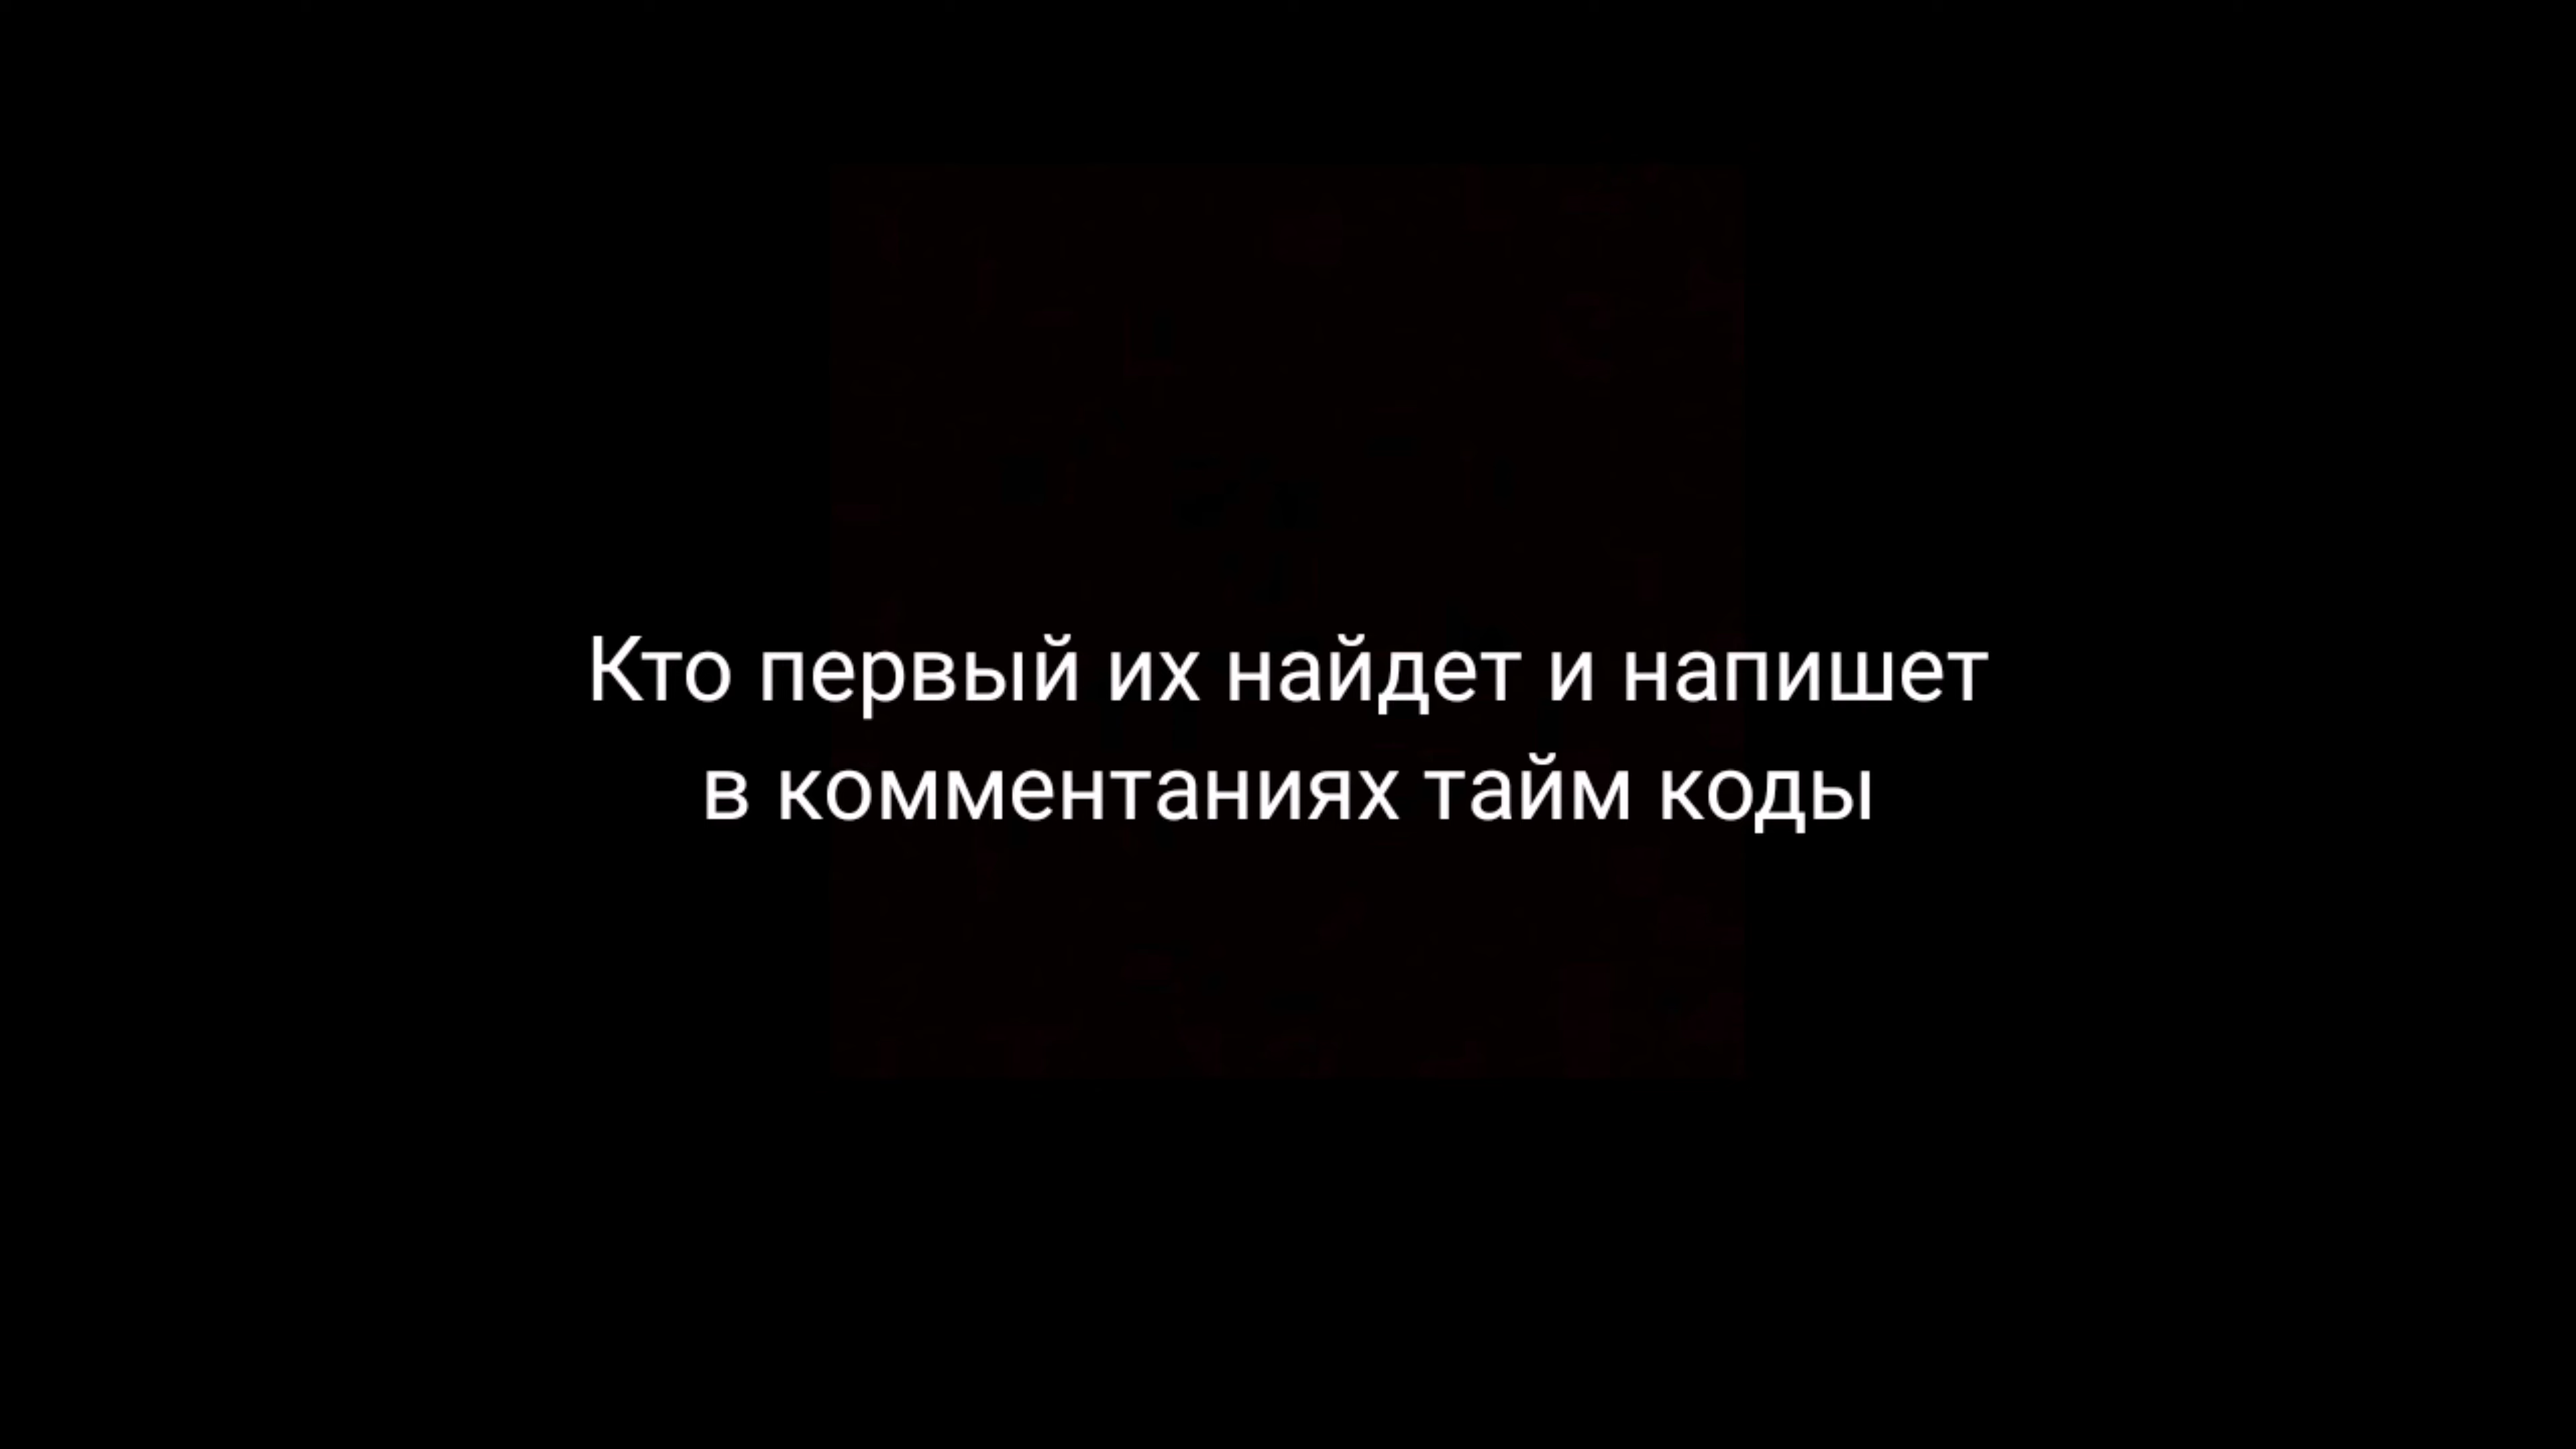 Кто первый их найдет и напишет
в комментаниях тайм коды